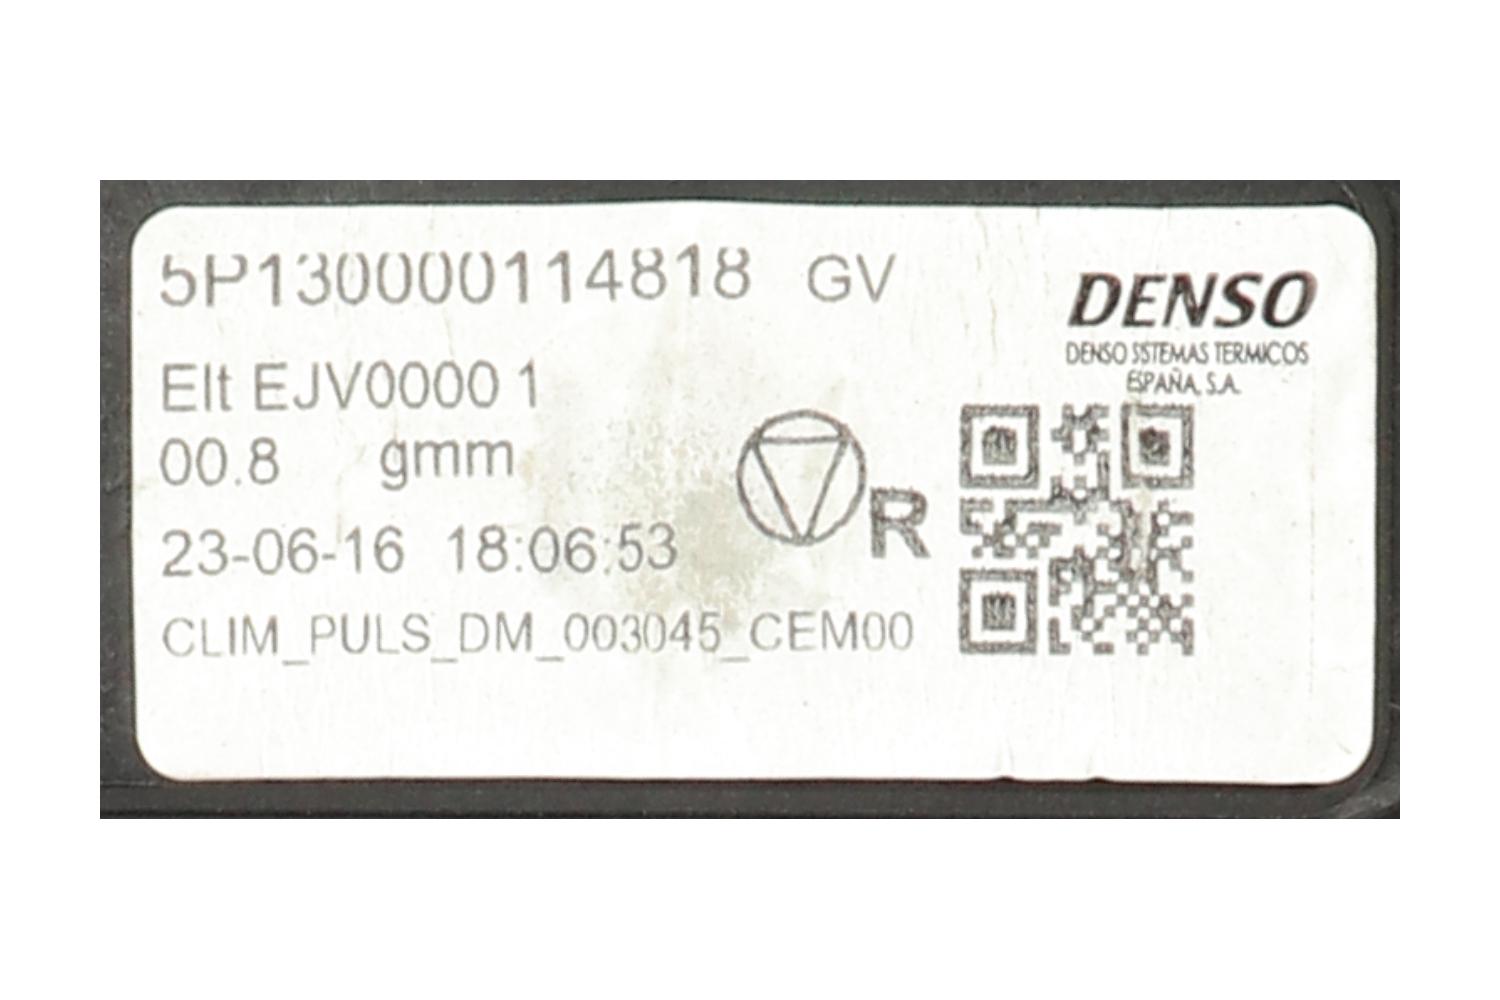 5P1300000114818 GV
DENSO
DENSO SISTEMAS TERMICOS
ESPAÑA, S.A.
Elt EJV0000 1
00.8 gmm
R
23-06-16 18:06:53
CLIM_PULS_DM_003045_CEM00